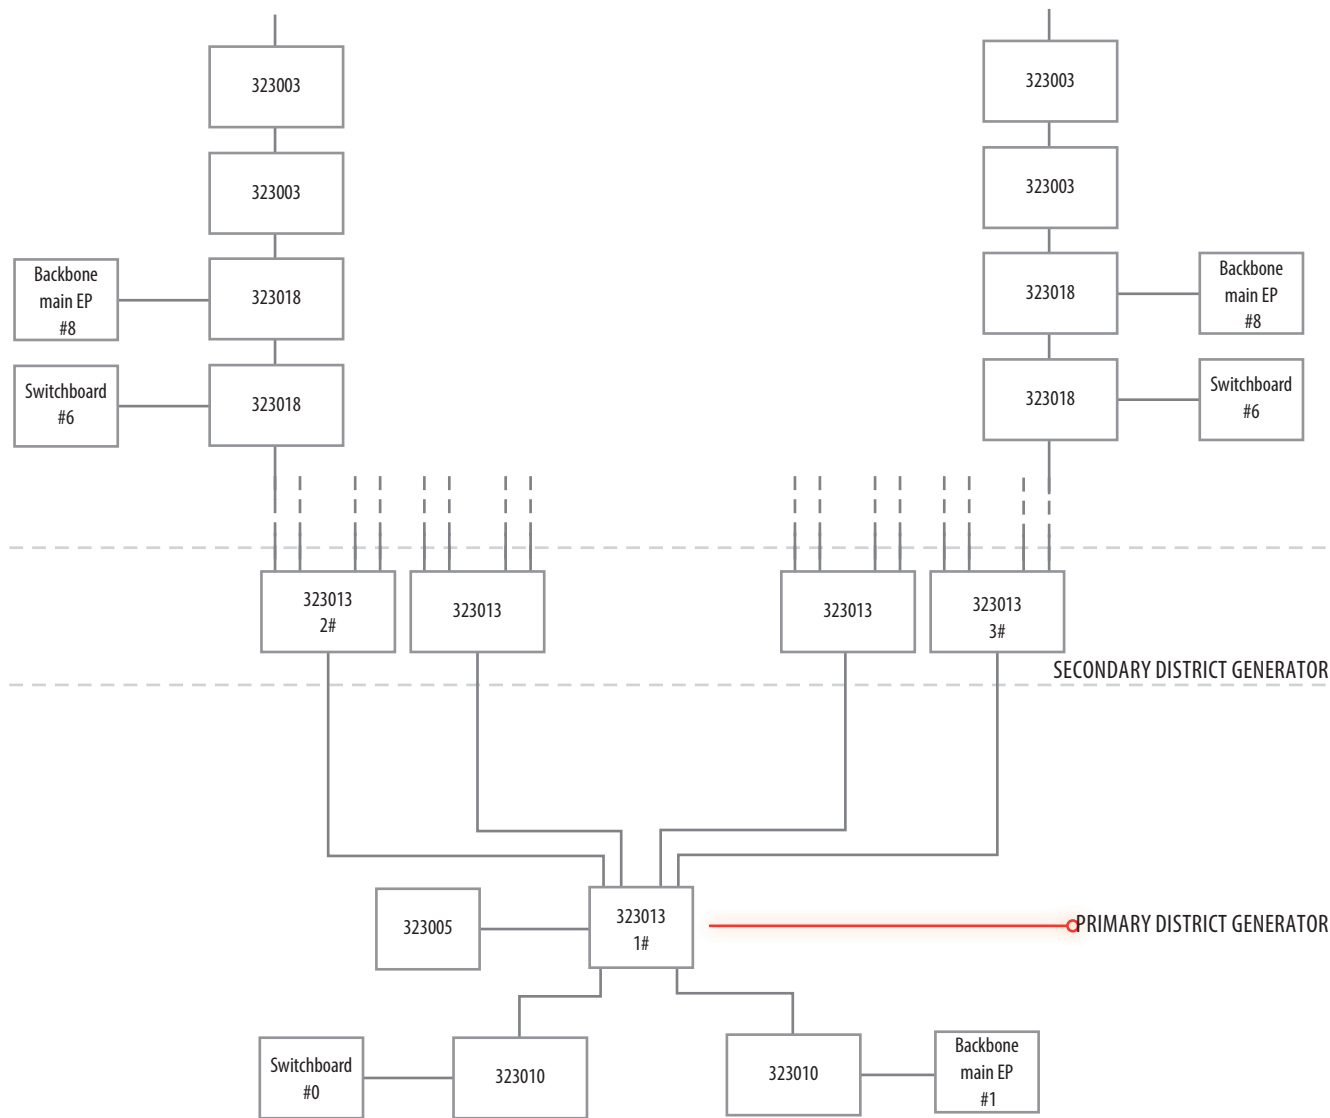 323003
323003
323003
323003
Backbone
main EP
#8
323018
323018
Backbone
main EP
#8
Switchboard
#6
323018
323018
Switchboard
#6
323013
2#
323013
323013
323013
3#
SECONDARY DISTRICT GENERATOR
323005
323013
1#
PRIMARY DISTRICT GENERATOR
Switchboard
#0
323010
323010
Backbone
main EP
#1